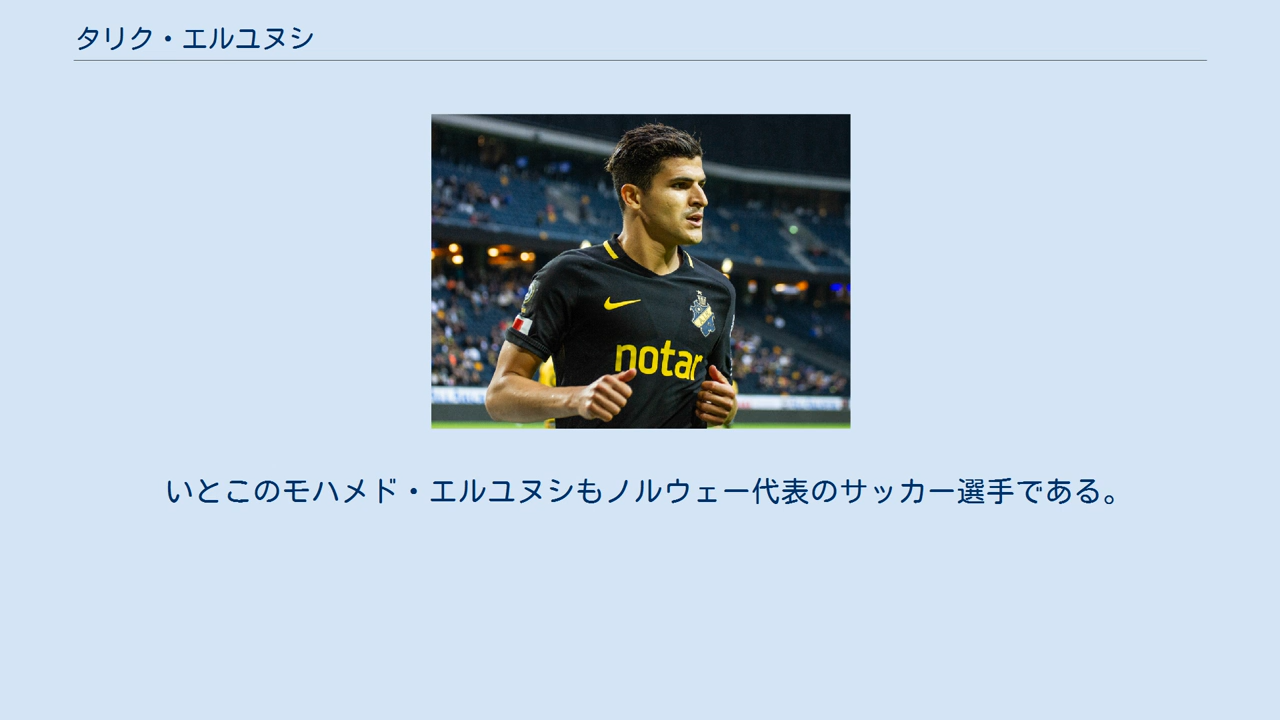 タリク・エルユヌシ
notar
いとこのモハメド・エルユヌシもノルウェー代表のサッカー選手である。